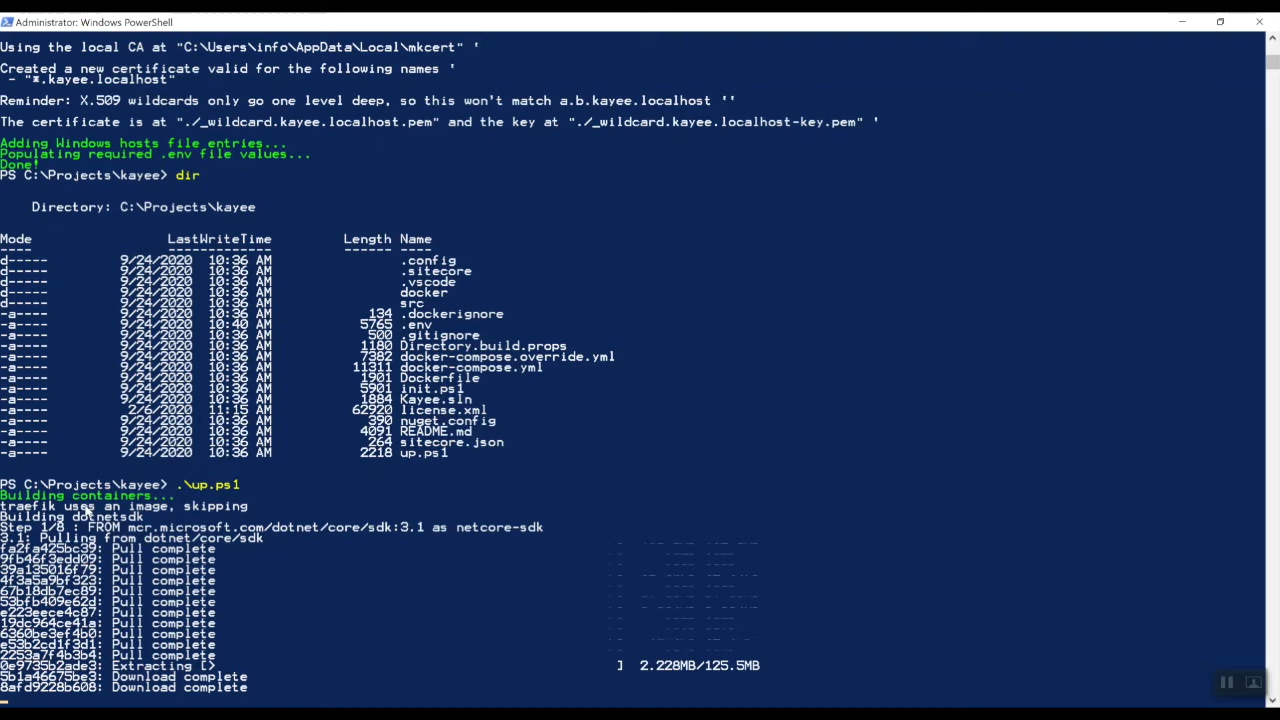 Administrator: Windows PowerShell
Using the local CA at "C:\Users\info\AppData\Local\mkcert" '
Created a new certificate valid for the following names '
- "*.kayee.localhost"
Reminder: X.509 wildcards only go one level deep, so this won't match a.b.kayee.localhost ''
The certificate is at "./_wildcard.kayee.localhost.pem" and the key at "./_wildcard.kayee.localhost-key.pem" '
Adding Windows hosts file entries...
Populating required .env file values...
Done!
PS C:\Projects\kayee> dir
Directory: C:\Projects\kayee
Mode LastWriteTime Length Name
---- ------------- ------ ----
d----- 9/24/2020 10:36 AM .config
d----- 9/24/2020 10:36 AM .sitecore
d----- 9/24/2020 10:36 AM .vscode
d----- 9/24/2020 10:36 AM docker
d----- 9/24/2020 10:36 AM src
-a---- 9/24/2020 10:36 AM 134 .dockerignore
-a---- 9/24/2020 10:40 AM 5765 .env
-a---- 9/24/2020 10:36 AM 500 .gitignore
-a---- 9/24/2020 10:36 AM 1180 Directory.build.props
-a---- 9/24/2020 10:36 AM 7382 docker-compose.override.yml
-a---- 9/24/2020 10:36 AM 11311 docker-compose.yml
-a---- 9/24/2020 10:36 AM 1901 Dockerfile
-a---- 9/24/2020 10:36 AM 5901 init.ps1
-a---- 9/24/2020 10:36 AM 1884 Kayee.sln
-a---- 2/6/2020 11:15 AM 62920 license.xml
-a---- 9/24/2020 10:36 AM 390 nuget.config
-a---- 9/24/2020 10:36 AM 4091 README.md
-a---- 9/24/2020 10:36 AM 264 sitecore.json
-a---- 9/24/2020 10:36 AM 2218 up.ps1
PS C:\Projects\kayee> .\up.ps1
Building containers...
traefik uses an image, skipping
Building dotnetsdk
Step 1/8 : FROM mcr.microsoft.com/dotnet/core/sdk:3.1 as netcore-sdk
3.1: Pulling from dotnet/core/sdk
fa2fa425bc39: Pull complete
9fb46f3edd09: Pull complete
39a135016f79: Pull complete
4f3a5a9bf323: Pull complete
67b18db7ec89: Pull complete
53bfb409e62d: Pull complete
e223eece4c87: Pull complete
19dc964ce41a: Pull complete
6360be3ef4b0: Pull complete
e53b2cd1f3d1: Pull complete
2253a7f4b3b4: Pull complete
0e9735b2ade3: Extracting [> ] 2.228MB/125.5MB
5b1a46675be3: Download complete
8afd9228b608: Download complete